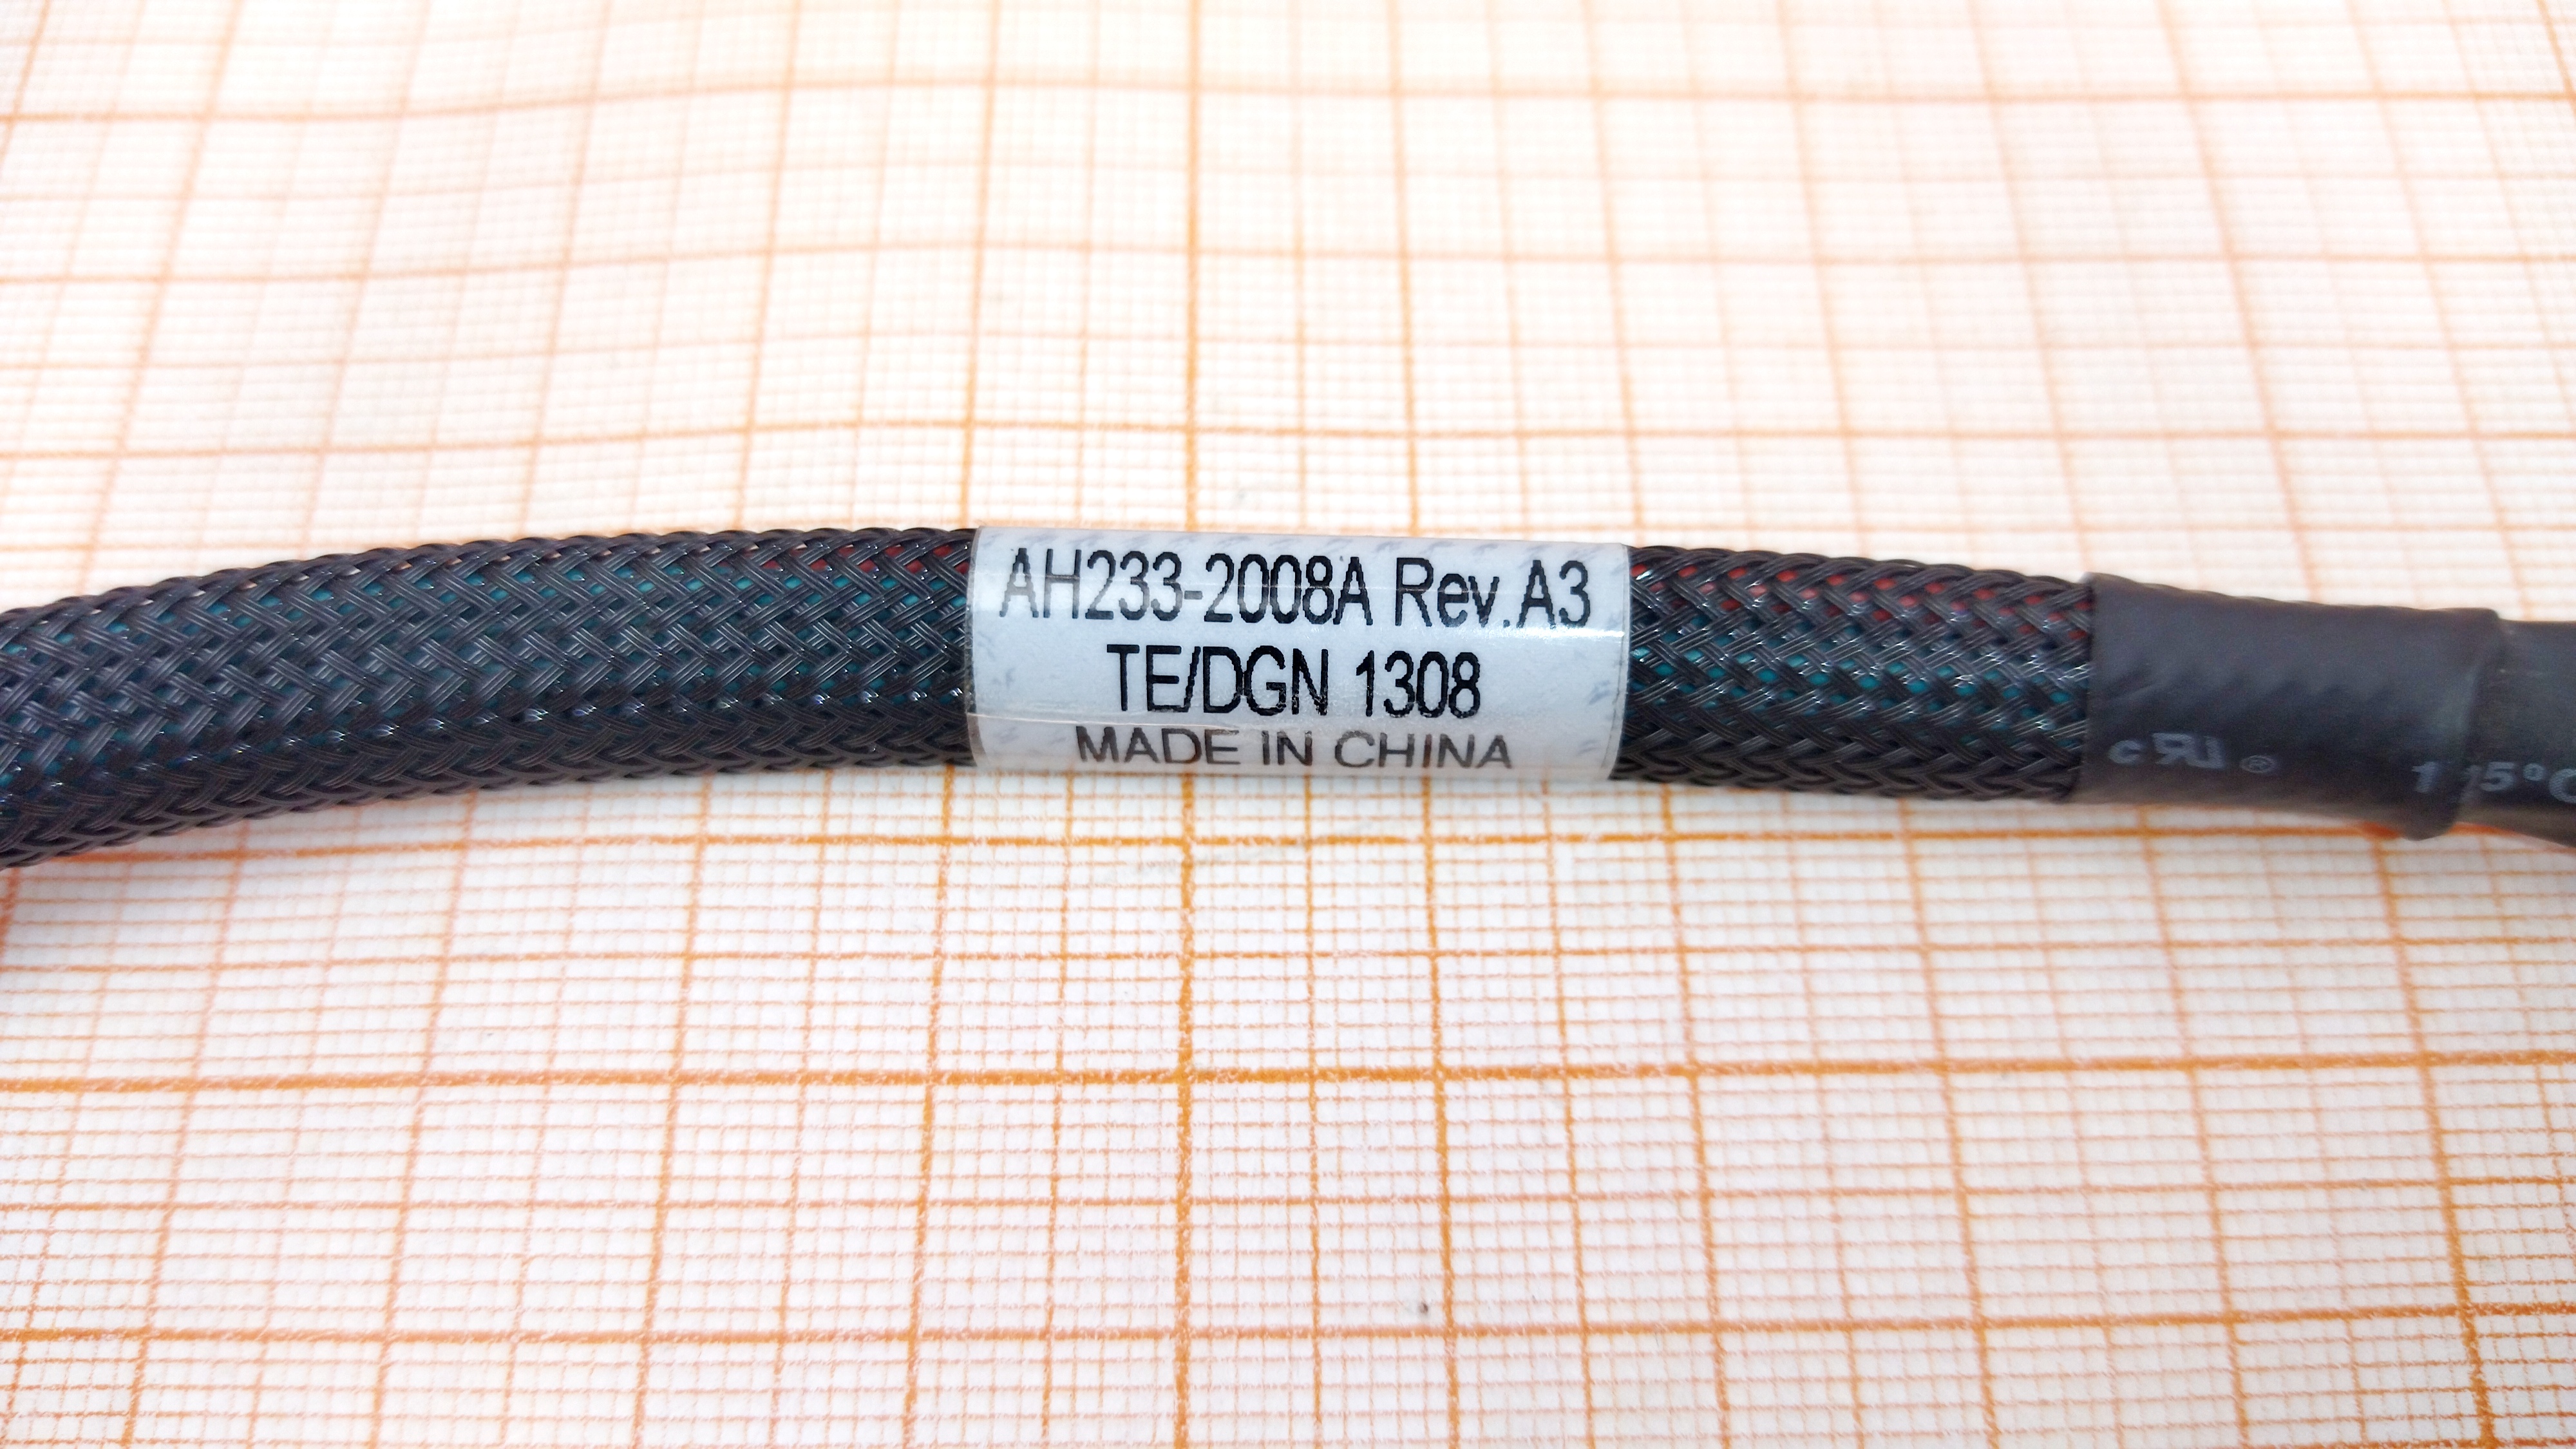 AH233-2008A Rev.A3
TE/DGN 1308
MADE IN CHINA